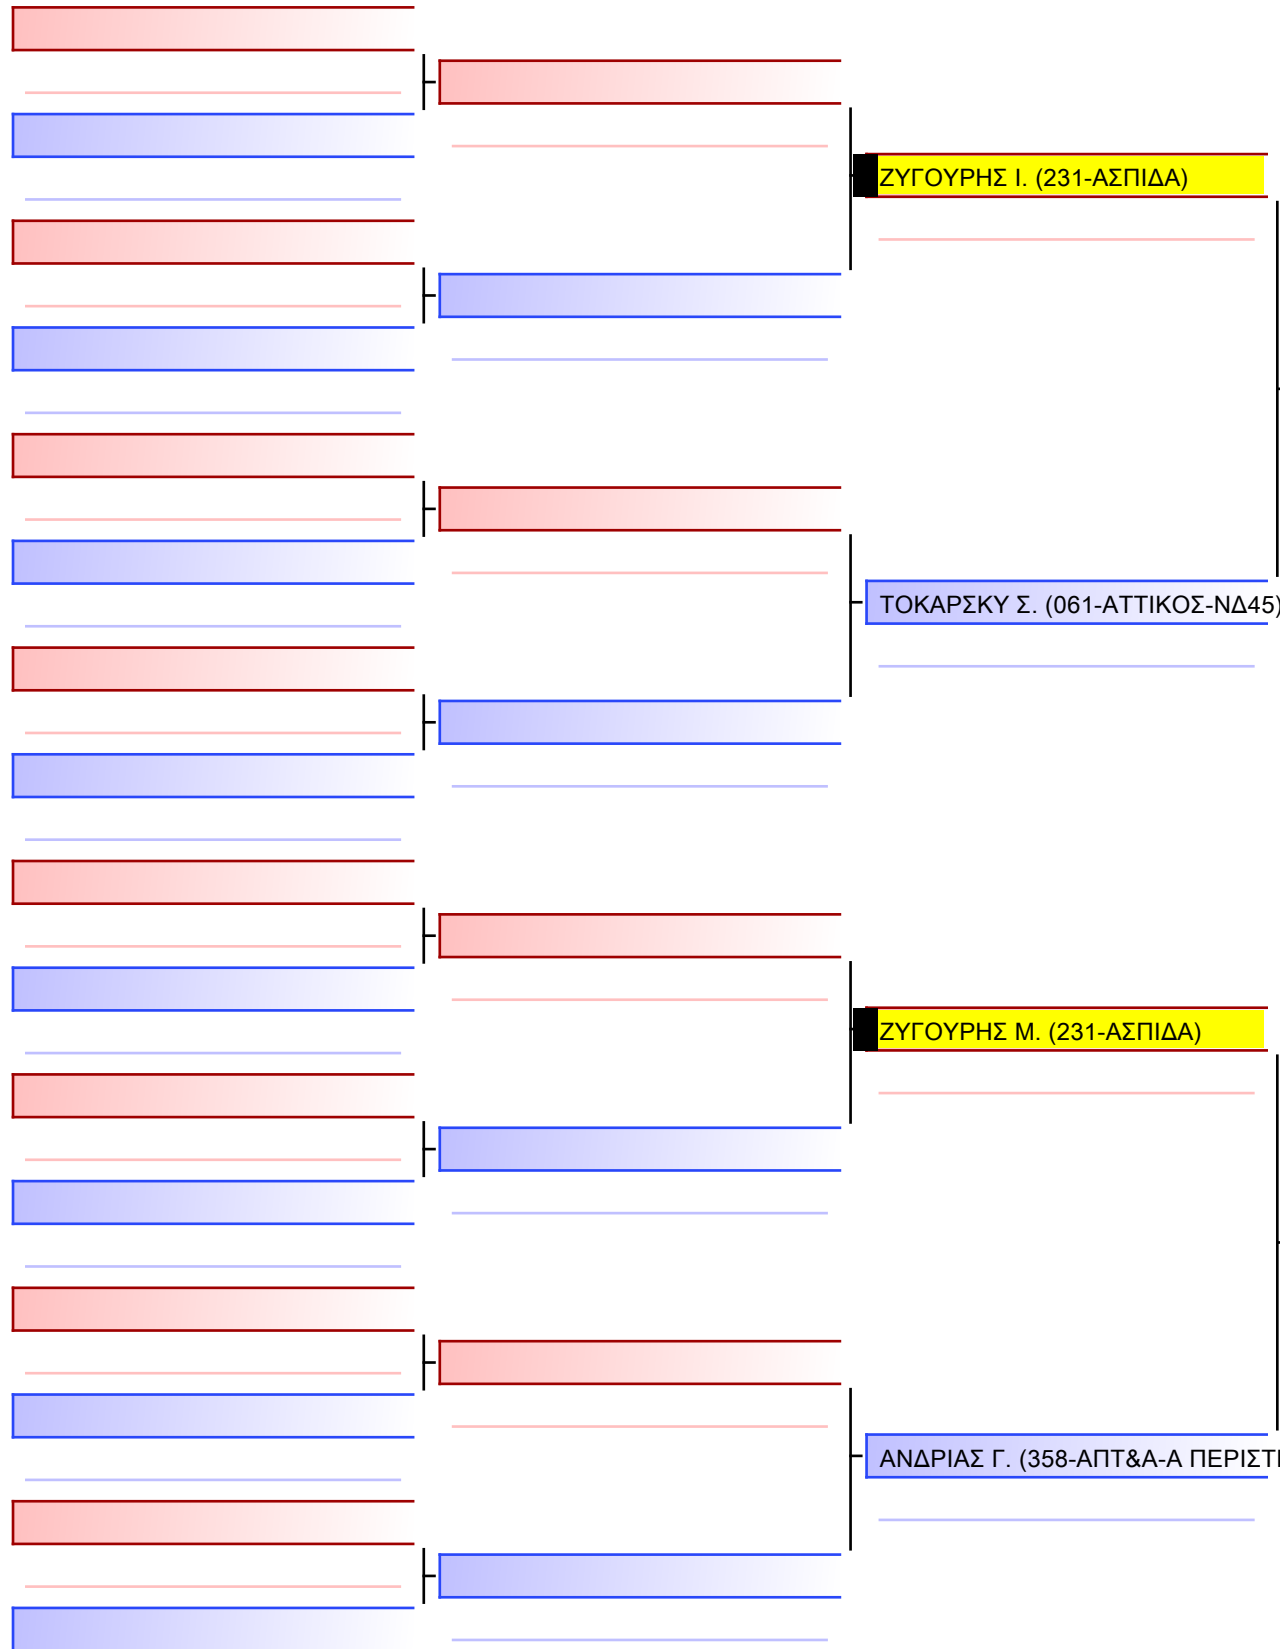 ΖΥΓΟΥΡΗΣ Ι. (231-ΑΣΠΙΔΑ)
ΤΟΚΑΡΣΚΥ Σ. (061-ΑΤΤΙΚΟΣ-ΝΔ45)
ΖΥΓΟΥΡΗΣ Μ. (231-ΑΣΠΙΔΑ)
ΑΝΔΡΙΑΣ Γ. (358-ΑΠΤ&Α-Α